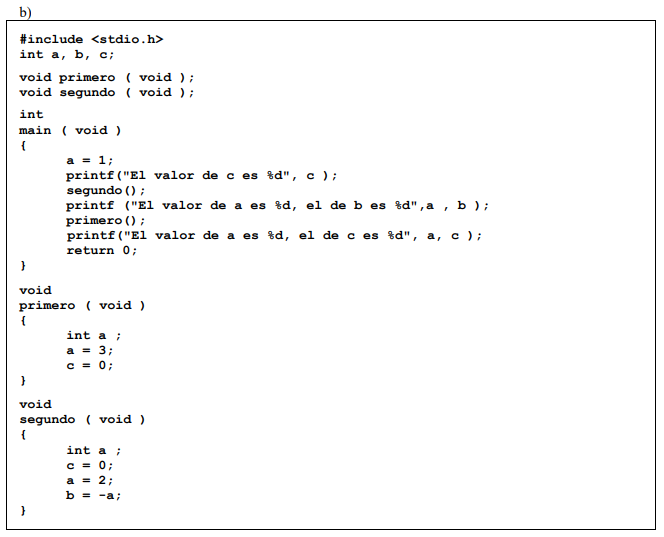 b)
#include <stdio.h>
int a, b, c;
void primero ( void );
void segundo ( void );
int
main ( void )
{
a = 1;
printf("El valor de c es %d", c );
segundo();
printf ("El valor de a es %d, el de b es %d",a , b );
primero();
printf("El valor de a es %d, el de c es %d", a, c );
return 0;
}
void
primero ( void )
{
int a ;
a = 3;
c = 0;
}
void
segundo ( void )
{
int a ;
c = 0;
a = 2;
b = -a;
}